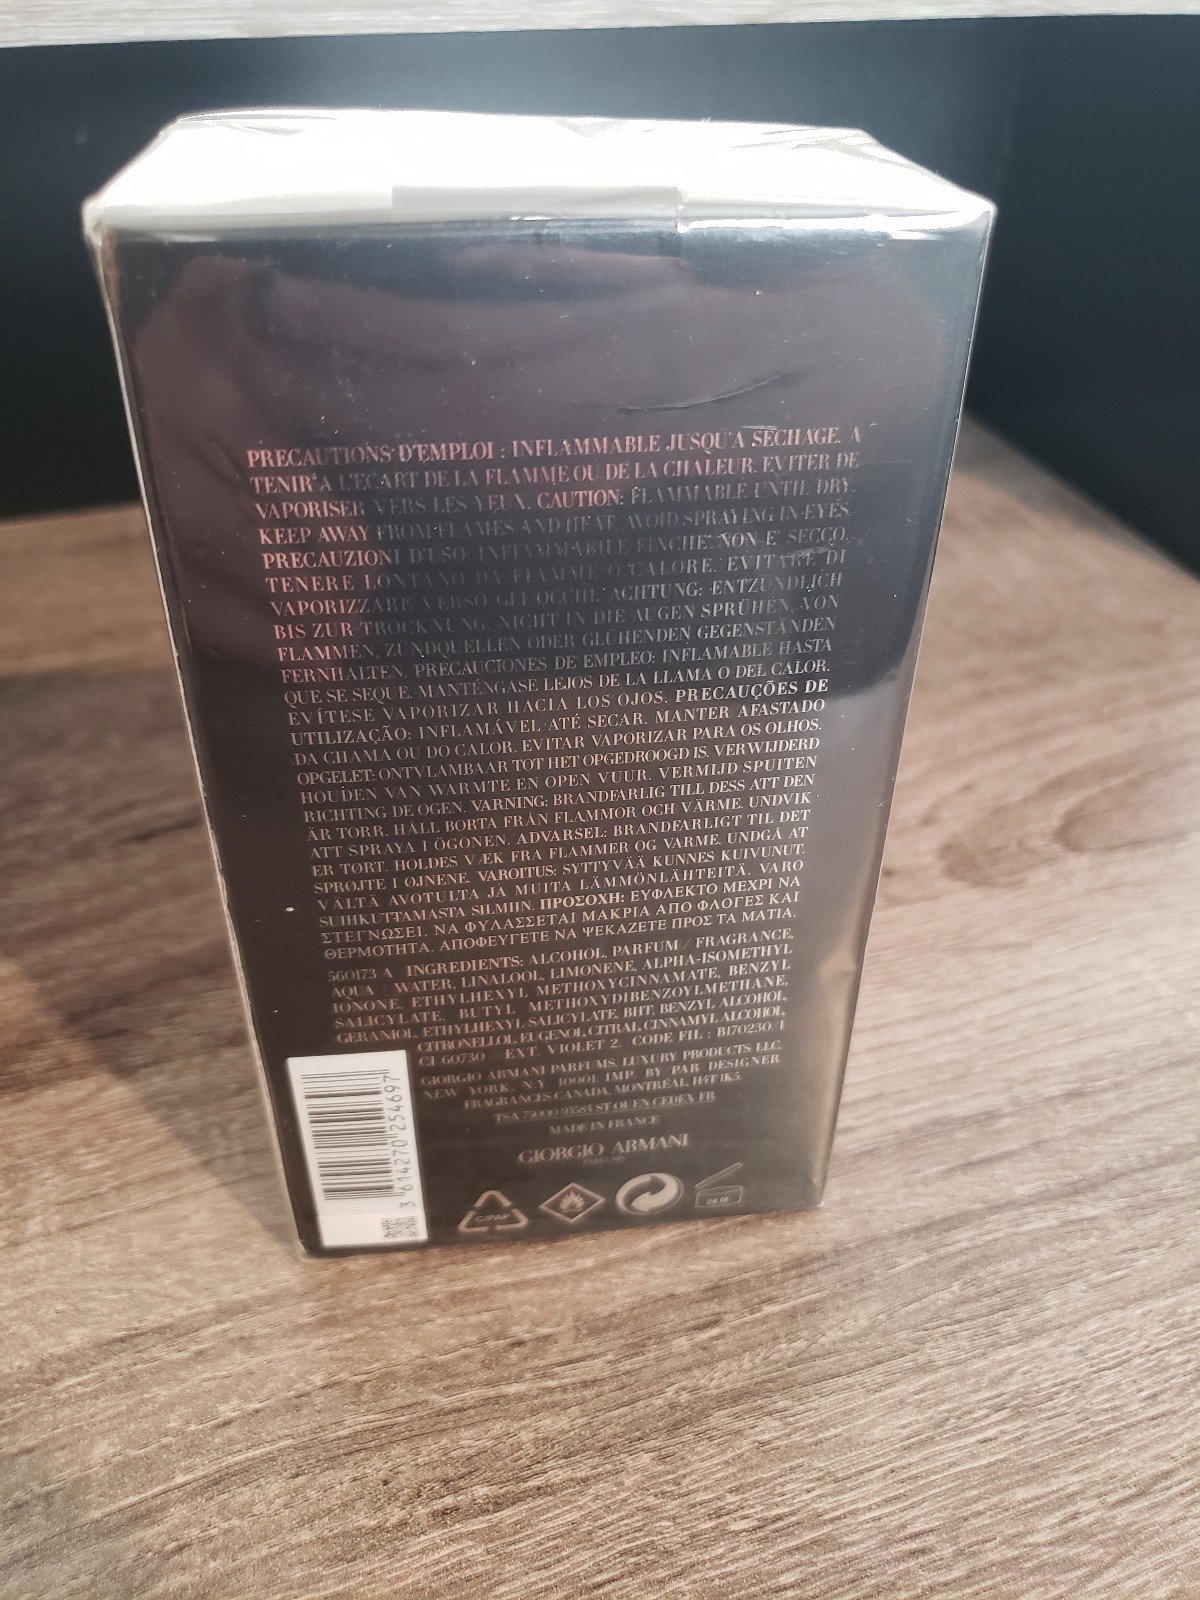 PRECAUTIONS D'EMPLOI : INFLAMMABLE JUSQU'A SECHAGE. A
TENIR A L'ECART DE LA FLAMME OU DE LA CHALEUR. EVITER DE
VAPORISER VERS LES YEUX. CAUTION: FLAMMABLE UNTIL DRY.
KEEP AWAY FROM FLAMES AND HEAT. AVOID SPRAYING IN EYES.
PRECAUZIONI D'USO: INFIAMMABILE FINCHE' NON E' SECCO.
TENERE LONTANO DA FIAMME O CALORE. EVITARE DI
VAPORIZZARE VERSO GLI OCCHI. ACHTUNG: ENTZÜNDLICH
BIS ZUR TROCKNUNG. NICHT IN DIE AUGEN SPRÜHEN. VON
FLAMMEN, ZÜNDQUELLEN ODER GLÜHENDEN GEGENSTÄNDEN
FERNHALTEN. PRECAUCIONES DE EMPLEO: INFLAMABLE HASTA
QUE SE SEQUE. MANTÉNGASE LEJOS DE LA LLAMA O DEL CALOR.
EVÍTESE VAPORIZAR HACIA LOS OJOS. PRECAUÇÕES DE
UTILIZAÇÃO: INFLAMÁVEL ATÉ SECAR. MANTER AFASTADO
DA CHAMA OU DO CALOR. EVITAR VAPORIZAR PARA OS OLHOS.
OPGELET: ONTVLAMBAAR TOT HET OPGEDROOGD IS. VERWIJDERD
HOUDEN VAN WARMTE EN OPEN VUUR. VERMIJD SPUITEN
RICHTING DE OGEN. VARNING: BRANDFARLIG TILL DESS ATT DEN
ÄR TORR. HÅLL BORTA FRÅN FLAMMOR OCH VÄRME. UNDVIK
ATT SPRAYA I ÖGONEN. ADVARSEL: BRANDFARLIGT TIL DET
ER TØRT. HOLDES VÆK FRA FLAMMER OG VARME. UNDGÅ AT
SPRØJTE I ØJNENE. VAROITUS: SYTTYVÄÄ KUNNES KUIVUNUT.
VÄLTÄ AVOTULTA JA MUITA LÄMMÖNLÄHTEITÄ. VARO
SUIHKUTTAMASTA SILMIIN. ΠΡΟΣΟΧΗ: ΕΥΦΛΕΚΤΟ ΜΕΧΡΙ ΝΑ
ΣΤΕΓΝΩΣΕΙ. ΝΑ ΦΥΛΑΣΣΕΤΑΙ ΜΑΚΡΙΑ ΑΠΟ ΦΛΟΓΕΣ ΚΑΙ
ΘΕΡΜΟΤΗΤΑ. ΑΠΟΦΕΥΓΕΤΕ ΝΑ ΨΕΚΑΖΕΤΕ ΠΡΟΣ ΤΑ ΜΑΤΙΑ.
560173 A INGREDIENTS: ALCOHOL, PARFUM / FRAGRANCE,
AQUA / WATER, LINALOOL, LIMONENE, ALPHA-ISOMETHYL
IONONE, ETHYLHEXYL METHOXYCINNAMATE, BENZYL
SALICYLATE, BUTYL METHOXYDIBENZOYLMETHANE,
GERANIOL, ETHYLHEXYL SALICYLATE, BHT, BENZYL ALCOHOL,
CITRONELLOL, EUGENOL, CITRAL, CINNAMYL ALCOHOL,
CI 60730 / EXT. VIOLET 2. CODE FIL : B170230/1
GIORGIO ARMANI PARFUMS, LUXURY PRODUCTS LLC,
NEW YORK, N.Y. 10001. IMP. BY PAR DESIGNER
FRAGRANCES CANADA, MONTRÉAL, H4T 1K5
TSA 75000 93584 ST OUEN CEDEX FR
MADE IN FRANCE
GIORGIO ARMANI
PARFUMS
3 614270 254697
24 M